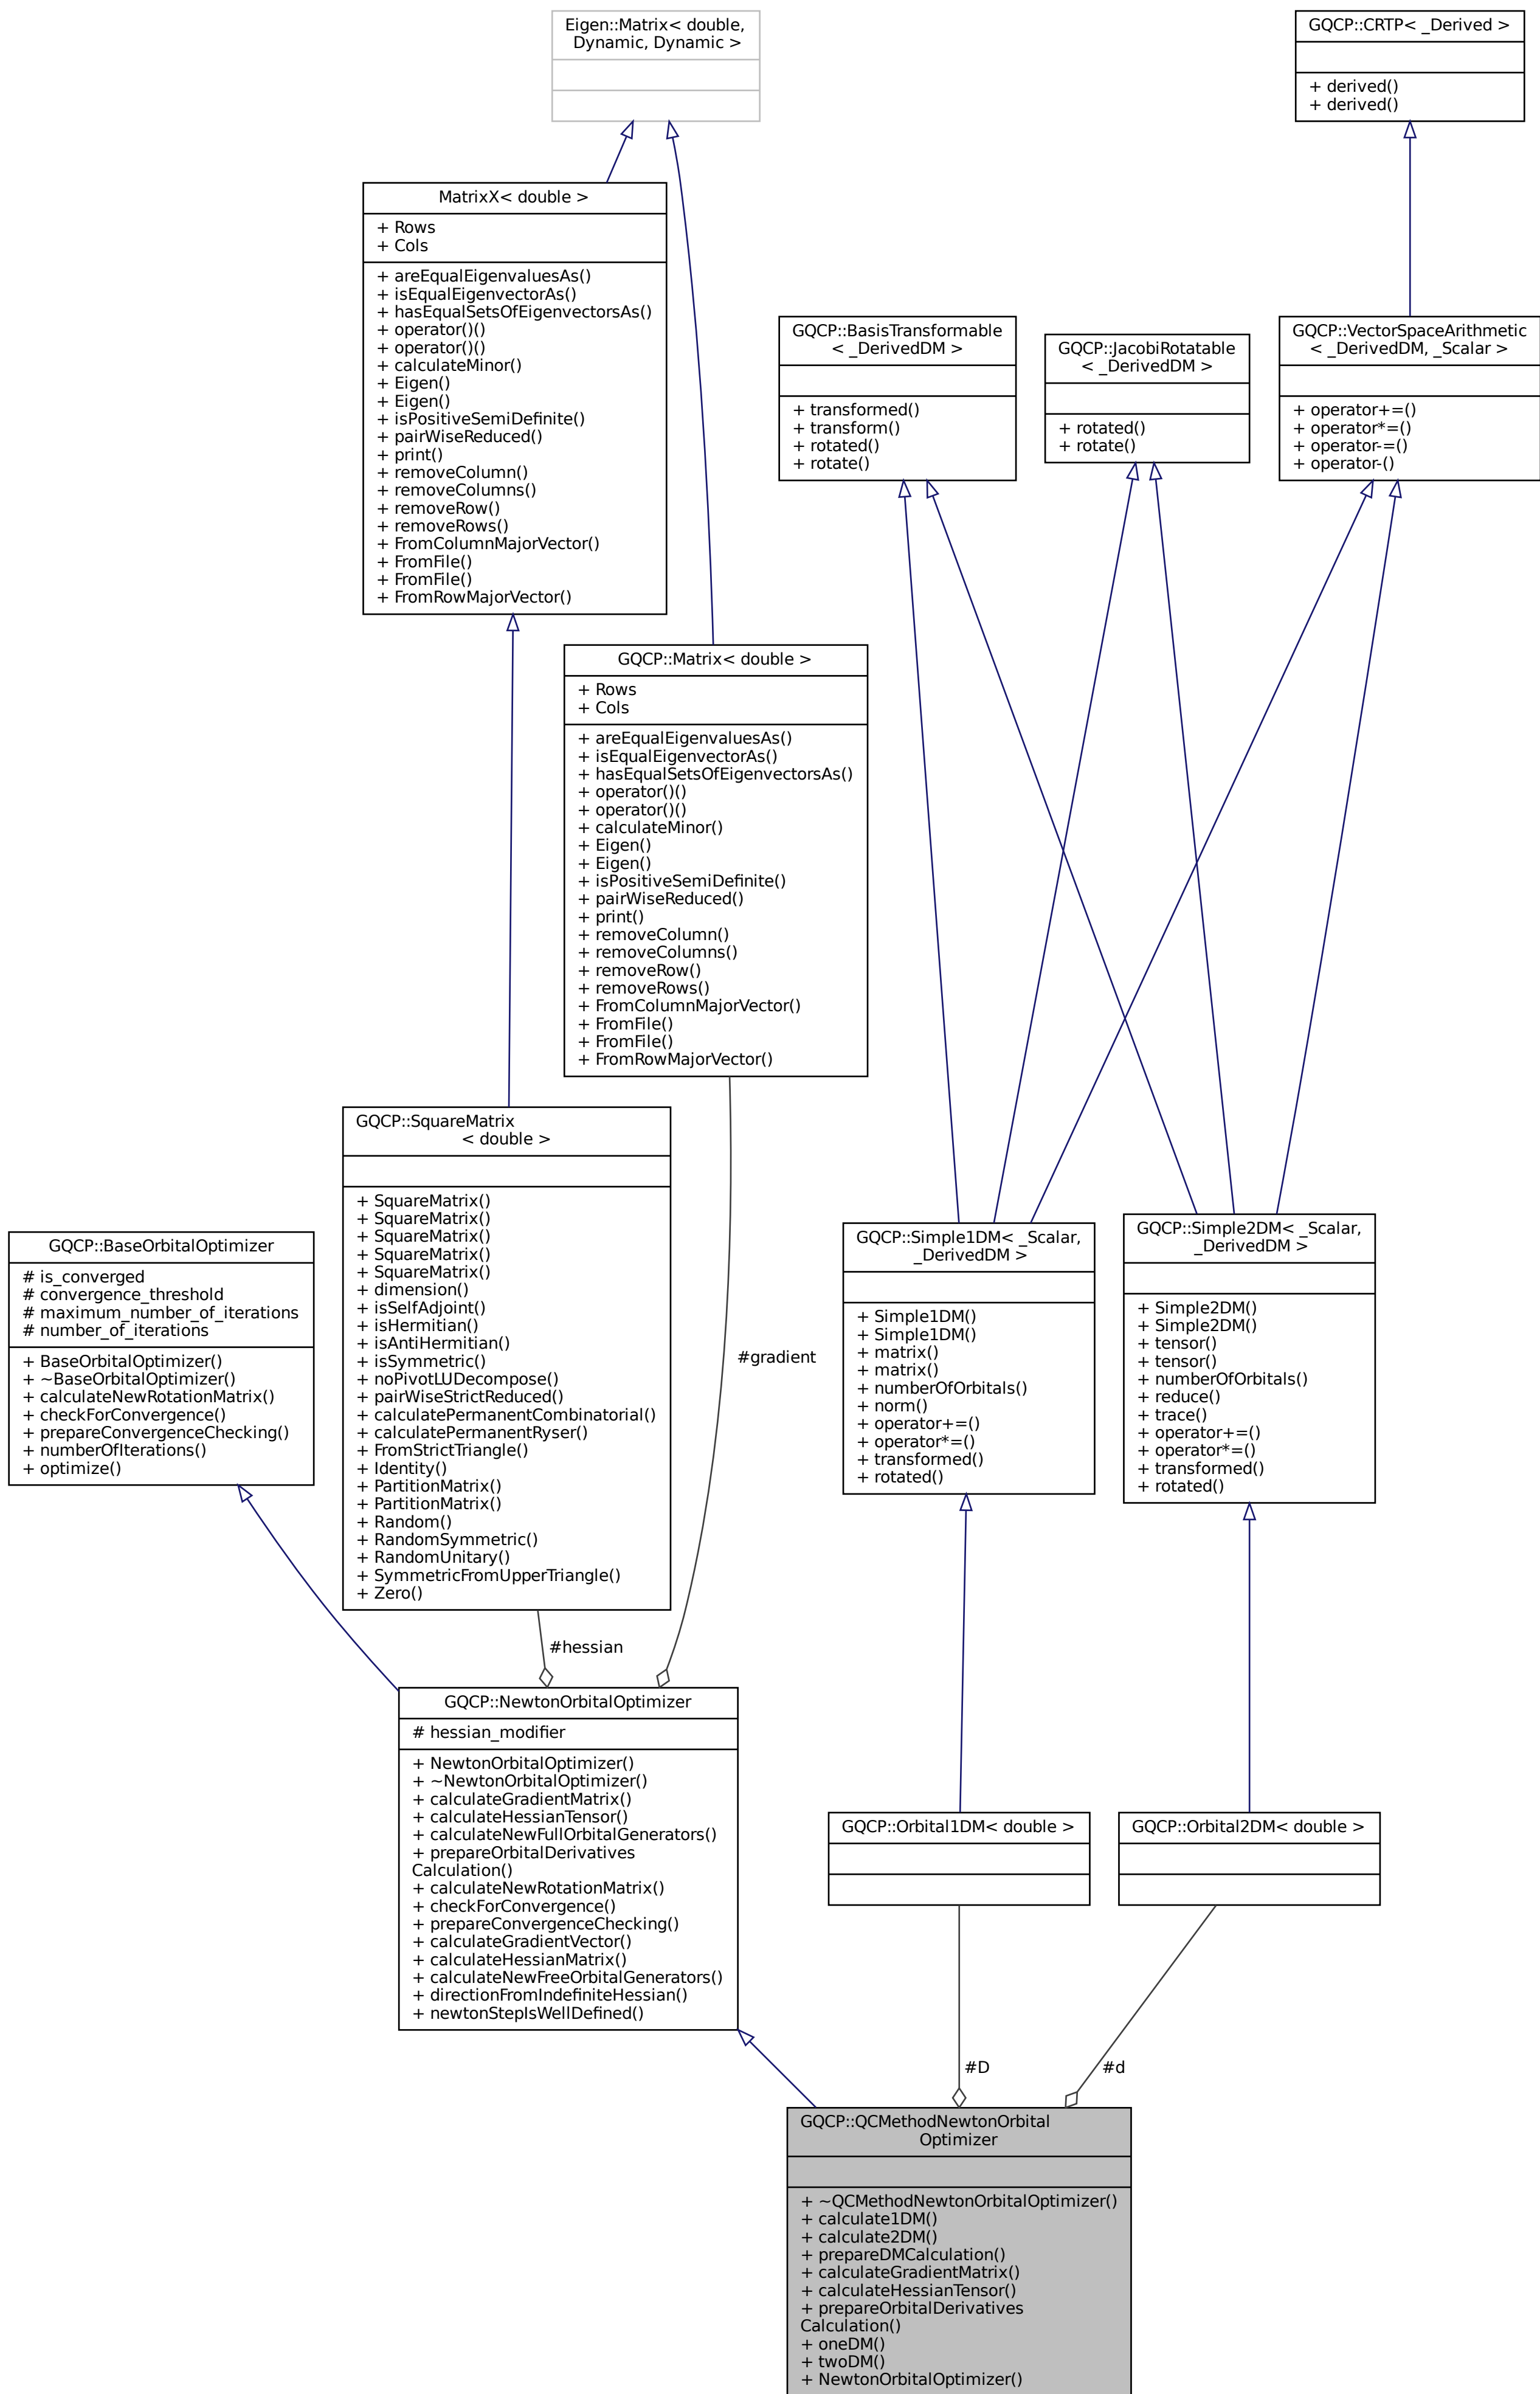 Eigen::Matrix< double,
Dynamic, Dynamic >
GQCP::CRTP< _Derived >
+ derived()
+ derived()
MatrixX< double >
+ Rows
+ Cols
+ areEqualEigenvaluesAs()
+ isEqualEigenvectorAs()
+ hasEqualSetsOfEigenvectorsAs()
+ operator()()
+ operator()()
+ calculateMinor()
+ Eigen()
+ Eigen()
+ isPositiveSemiDefinite()
+ pairWiseReduced()
+ print()
+ removeColumn()
+ removeColumns()
+ removeRow()
+ removeRows()
+ FromColumnMajorVector()
+ FromFile()
+ FromFile()
+ FromRowMajorVector()
GQCP::BasisTransformable
< _DerivedDM >
+ transformed()
+ transform()
+ rotated()
+ rotate()
GQCP::JacobiRotatable
< _DerivedDM >
+ rotated()
+ rotate()
GQCP::VectorSpaceArithmetic
< _DerivedDM, _Scalar >
+ operator+=()
+ operator*=()
+ operator-=()
+ operator-()
GQCP::Matrix< double >
+ Rows
+ Cols
+ areEqualEigenvaluesAs()
+ isEqualEigenvectorAs()
+ hasEqualSetsOfEigenvectorsAs()
+ operator()()
+ operator()()
+ calculateMinor()
+ Eigen()
+ Eigen()
+ isPositiveSemiDefinite()
+ pairWiseReduced()
+ print()
+ removeColumn()
+ removeColumns()
+ removeRow()
+ removeRows()
+ FromColumnMajorVector()
+ FromFile()
+ FromFile()
+ FromRowMajorVector()
GQCP::SquareMatrix
< double >
+ SquareMatrix()
+ SquareMatrix()
+ SquareMatrix()
+ SquareMatrix()
+ SquareMatrix()
+ dimension()
+ isSelfAdjoint()
+ isHermitian()
+ isAntiHermitian()
+ isSymmetric()
+ noPivotLUDecompose()
+ pairWiseStrictReduced()
+ calculatePermanentCombinatorial()
+ calculatePermanentRyser()
+ FromStrictTriangle()
+ Identity()
+ PartitionMatrix()
+ PartitionMatrix()
+ Random()
+ RandomSymmetric()
+ RandomUnitary()
+ SymmetricFromUpperTriangle()
+ Zero()
GQCP::BaseOrbitalOptimizer
# is_converged
# convergence_threshold
# maximum_number_of_iterations
# number_of_iterations
+ BaseOrbitalOptimizer()
+ ~BaseOrbitalOptimizer()
+ calculateNewRotationMatrix()
+ checkForConvergence()
+ prepareConvergenceChecking()
+ numberOfIterations()
+ optimize()
#gradient
GQCP::Simple1DM< _Scalar,
_DerivedDM >
+ Simple1DM()
+ Simple1DM()
+ matrix()
+ matrix()
+ numberOfOrbitals()
+ norm()
+ operator+=()
+ operator*=()
+ transformed()
+ rotated()
GQCP::Simple2DM< _Scalar,
_DerivedDM >
+ Simple2DM()
+ Simple2DM()
+ tensor()
+ tensor()
+ numberOfOrbitals()
+ reduce()
+ trace()
+ operator+=()
+ operator*=()
+ transformed()
+ rotated()
#hessian
GQCP::NewtonOrbitalOptimizer
# hessian_modifier
+ NewtonOrbitalOptimizer()
+ ~NewtonOrbitalOptimizer()
+ calculateGradientMatrix()
+ calculateHessianTensor()
+ calculateNewFullOrbitalGenerators()
+ prepareOrbitalDerivatives
Calculation()
+ calculateNewRotationMatrix()
+ checkForConvergence()
+ prepareConvergenceChecking()
+ calculateGradientVector()
+ calculateHessianMatrix()
+ calculateNewFreeOrbitalGenerators()
+ directionFromIndefiniteHessian()
+ newtonStepIsWellDefined()
GQCP::Orbital1DM< double >
GQCP::Orbital2DM< double >
#D
#d
GQCP::QCMethodNewtonOrbital
Optimizer
+ ~QCMethodNewtonOrbitalOptimizer()
+ calculate1DM()
+ calculate2DM()
+ prepareDMCalculation()
+ calculateGradientMatrix()
+ calculateHessianTensor()
+ prepareOrbitalDerivatives
Calculation()
+ oneDM()
+ twoDM()
+ NewtonOrbitalOptimizer()